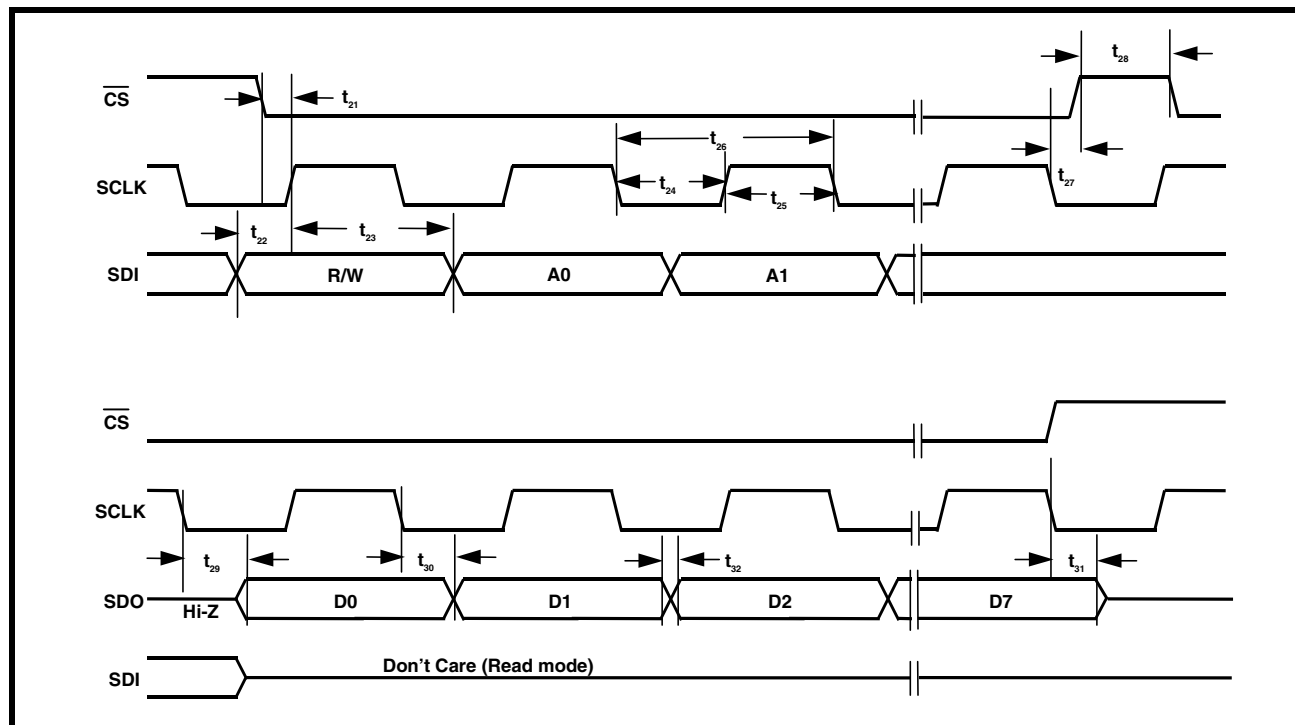 CS
t21
t28
SCLK
t26
t24
t25
t27
t22
t23
SDI
R/W
A0
A1
CS
SCLK
t29
t30
t32
t31
SDO
Hi-Z
D0
D1
D2
D7
SDI
Don't Care (Read mode)